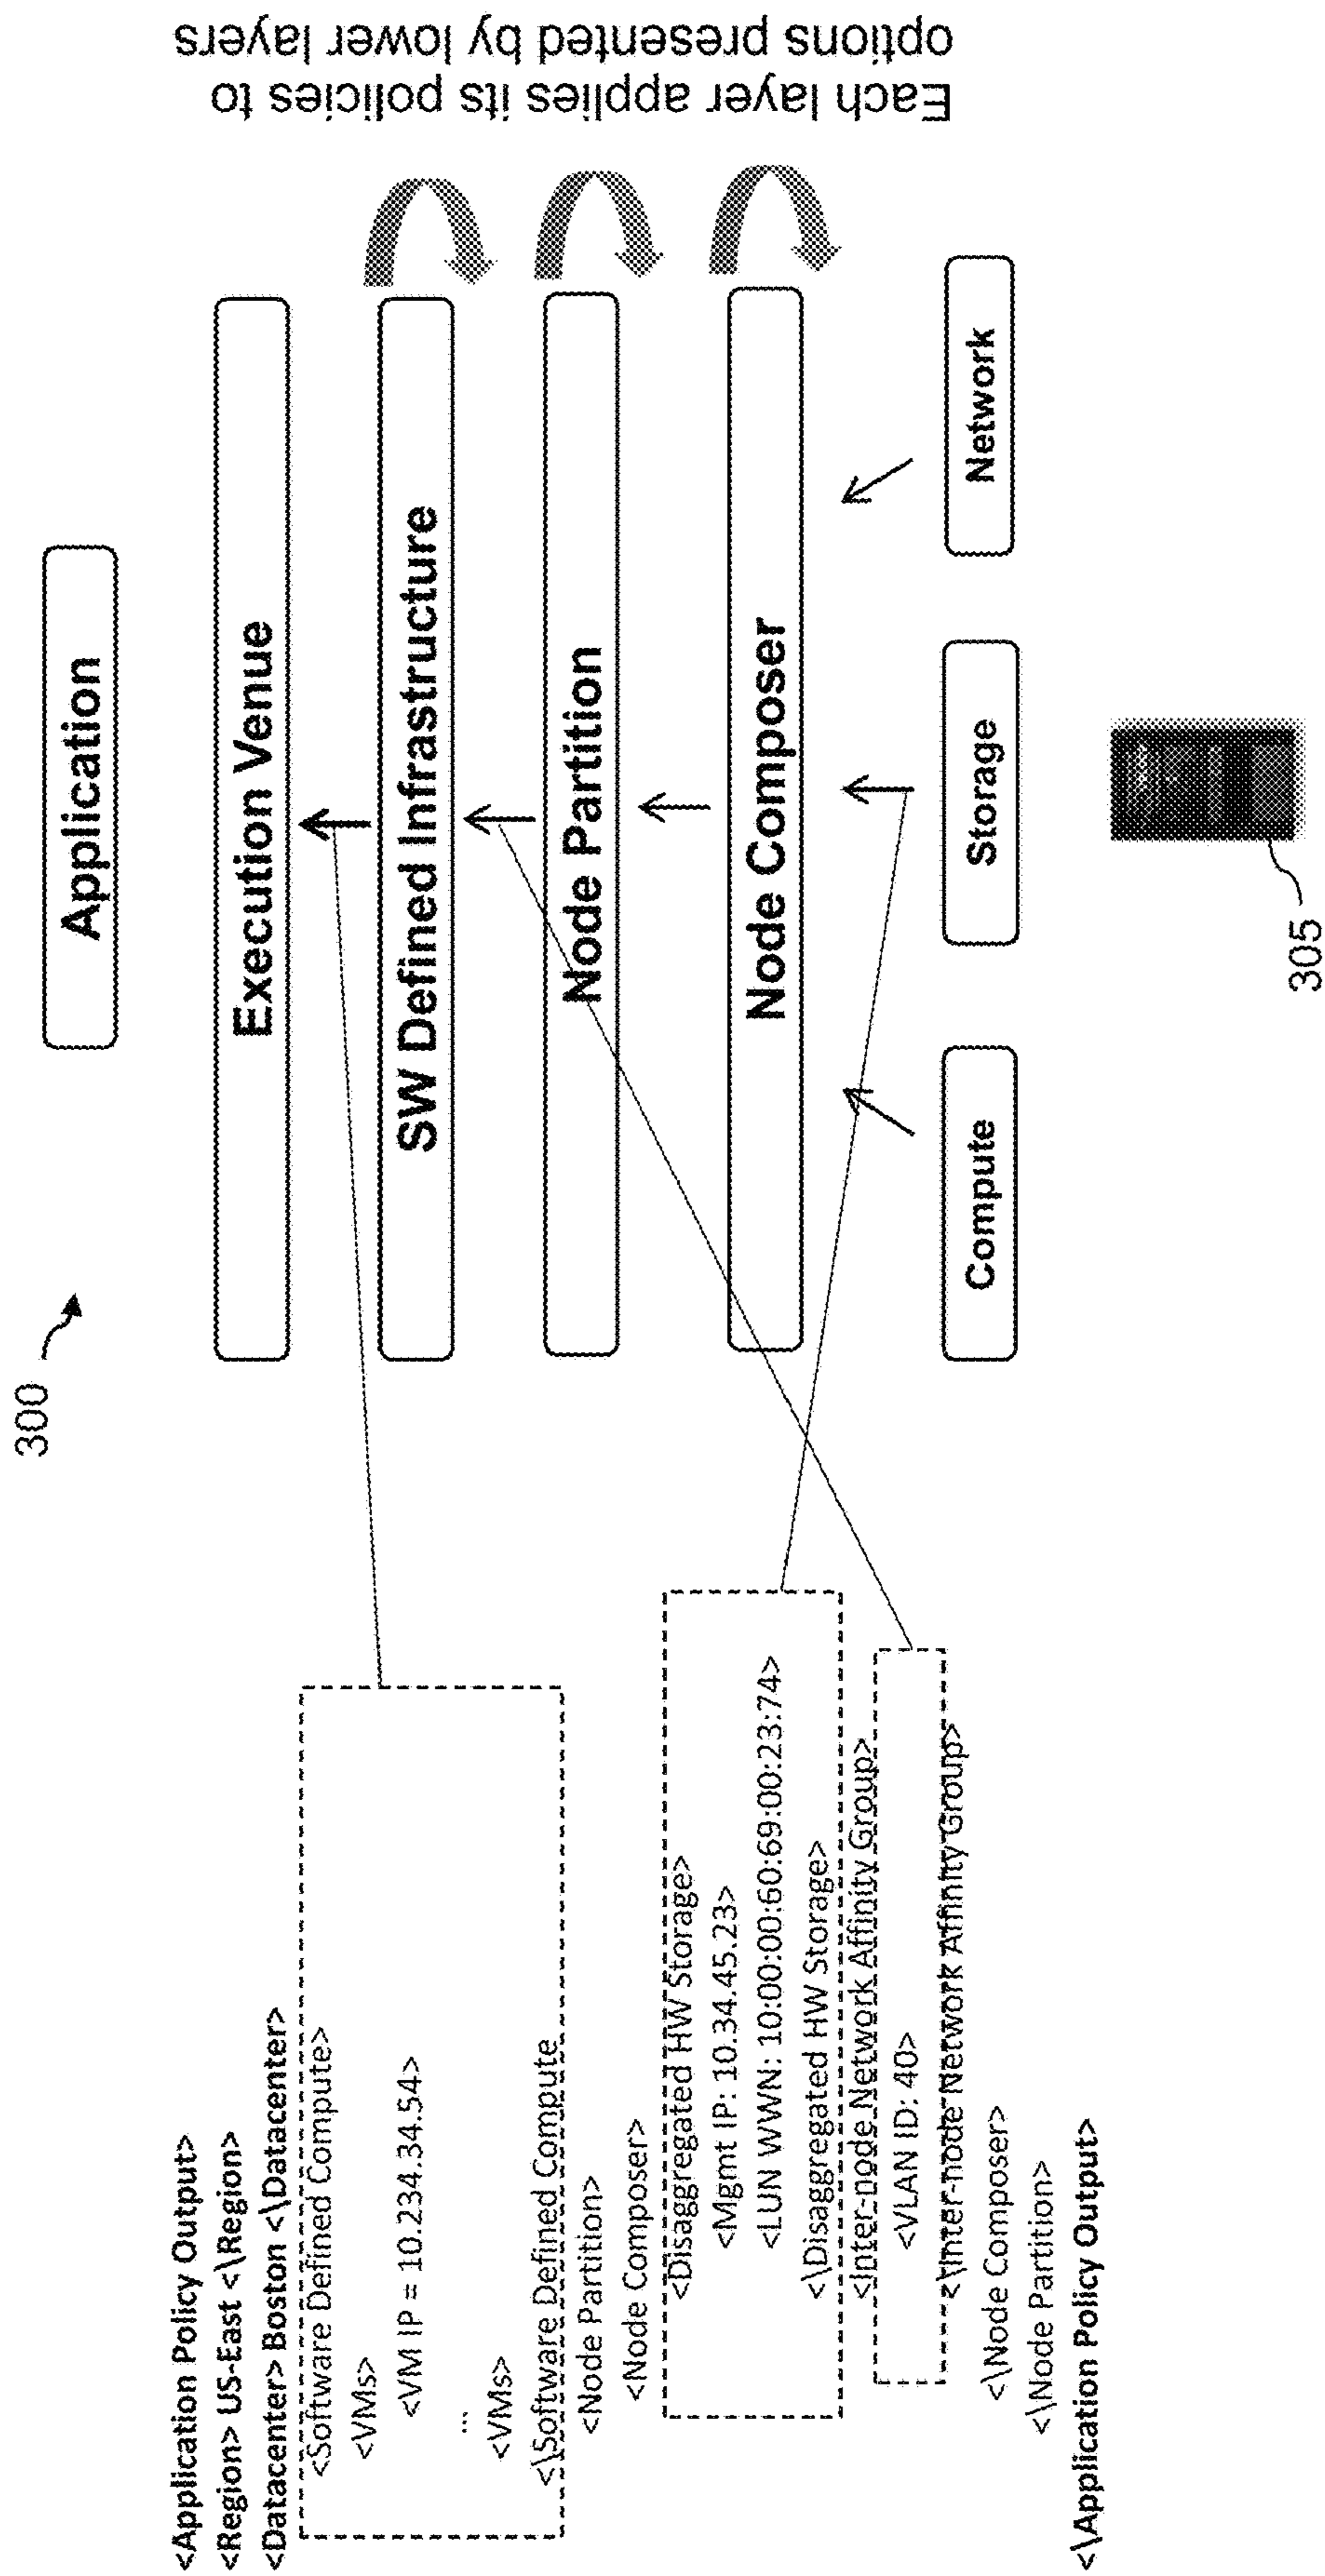 300
<Application Policy Output>
<Region> US-East <\Region>
<Datacenter> Boston <\Datacenter>
<Software Defined Compute>
<VMs>
<VM IP = 10.234.34.54>
...
<VMs>
<\Software Defined Compute
<Node Partition>
<Node Composer>
<Disaggregated HW Storage>
<Mgmt IP: 10.34.45.23>
<LUN WWN: 10:00:00:60:69:00:23:74>
<\Disaggregated HW Storage>
<Inter-node Network Affinity Group>
<VLAN ID: 40>
<\Inter-node Network Affinity Group>
<\Node Composer>
<\Node Partition>
<\Application Policy Output>
Application
Execution Venue
SW Defined Infrastructure
Node Partition
Node Composer
Compute
Storage
Network
305
Each layer applies its policies to
options presented by lower layers